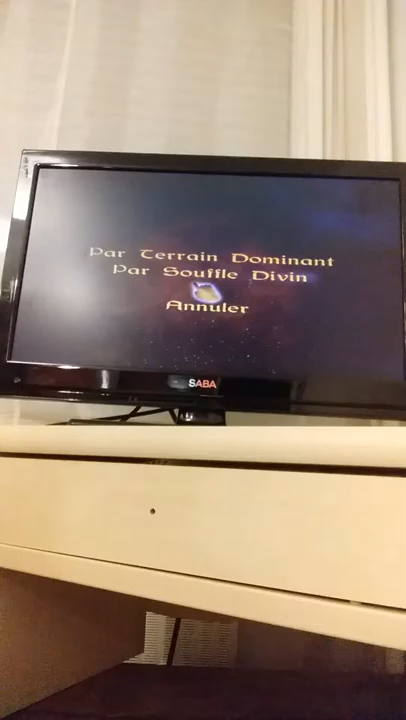 Par Terrain Dominant
Par Souffle Divin
Annuler
SABA